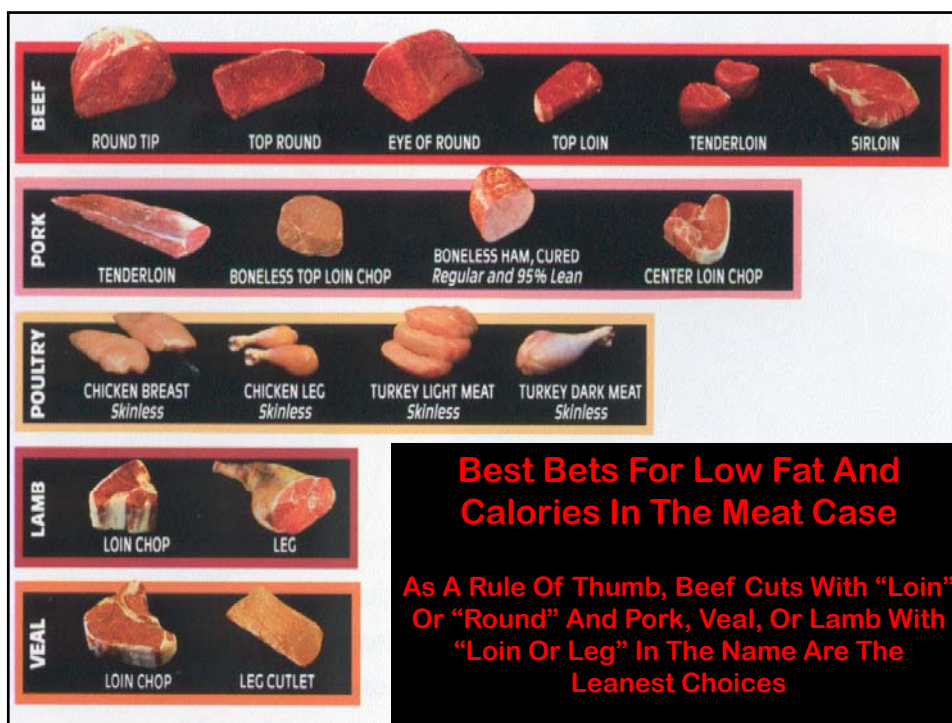 BEEF
ROUND TIP
TOP ROUND
EYE OF ROUND
TOP LOIN
TENDERLOIN
SIRLOIN
PORK
TENDERLOIN
BONELESS TOP LOIN CHOP
BONELESS HAM, CURED
Regular and 95% Lean
CENTER LOIN CHOP
POULTRY
CHICKEN BREAST
Skinless
CHICKEN LEG
Skinless
TURKEY LIGHT MEAT
Skinless
TURKEY DARK MEAT
Skinless
LAMB
LOIN CHOP
LEG
VEAL
LOIN CHOP
LEG CUTLET
Best Bets For Low Fat And
Calories In The Meat Case
As A Rule Of Thumb, Beef Cuts With “Loin”
Or “Round” And Pork, Veal, Or Lamb With
“Loin Or Leg” In The Name Are The
Leanest Choices